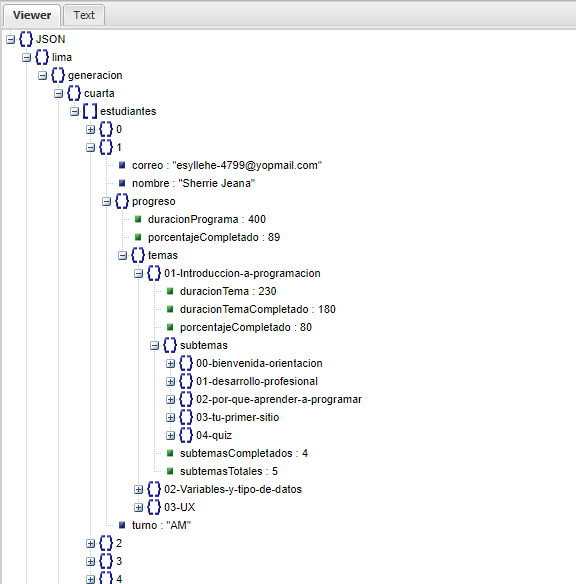 Viewer Text
JSON
lima
generacion
cuarta
estudiantes
0
1
correo : "esyllehe-4799@yopmail.com"
nombre : "Sherrie Jeana"
progreso
duracionPrograma : 400
porcentajeCompletado : 89
temas
01-Introduccion-a-programacion
duracionTema : 230
duracionTemaCompletado : 180
porcentajeCompletado : 80
subtemas
00-bienvenida-orientacion
01-desarrollo-profesional
02-por-que-aprender-a-programar
03-tu-primer-sitio
04-quiz
subtemasCompletados : 4
subtemasTotales : 5
02-Variables-y-tipo-de-datos
03-UX
turno : "AM"
2
3
4